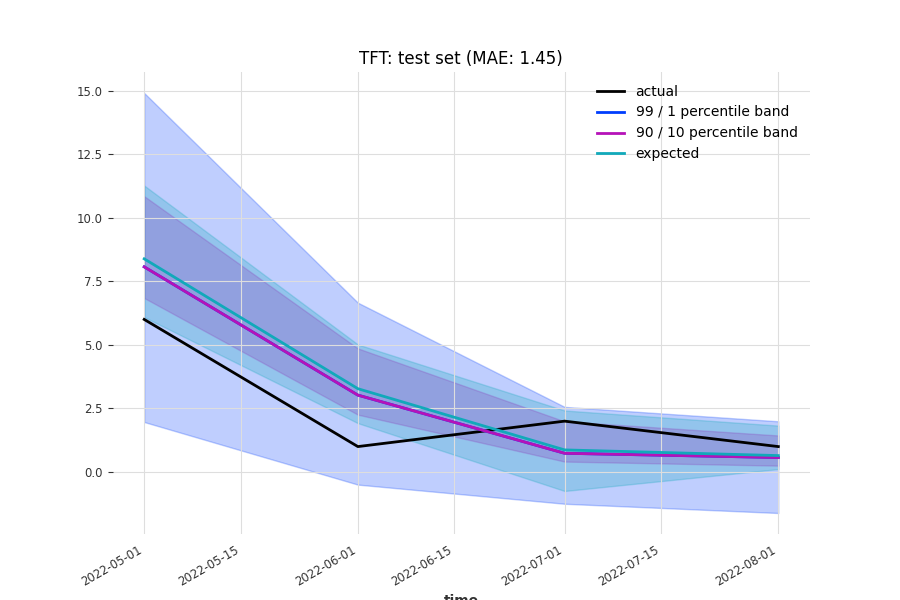 TFT: test set (MAE: 1.45)
actual
99 / 1 percentile band
90 / 10 percentile band
expected
15.0
12.5
10.0
7.5
5.0
2.5
0.0
2022-05-01
2022-05-15
2022-06-01
2022-06-15
2022-07-01
2022-07-15
2022-08-01
time